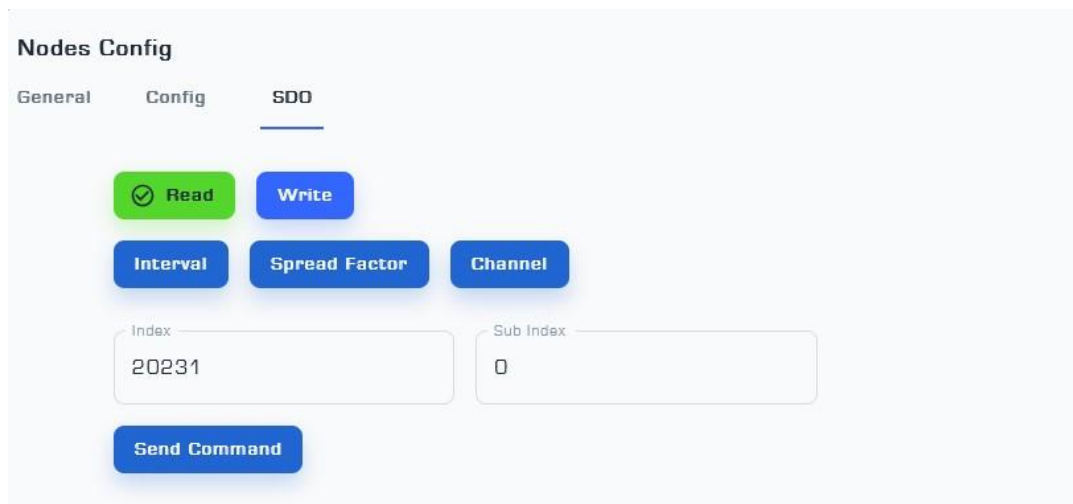 Nodes Config
General Config SDO
Read Write
Interval Spread Factor Channel
Index Sub Index
20231 0
Send Command